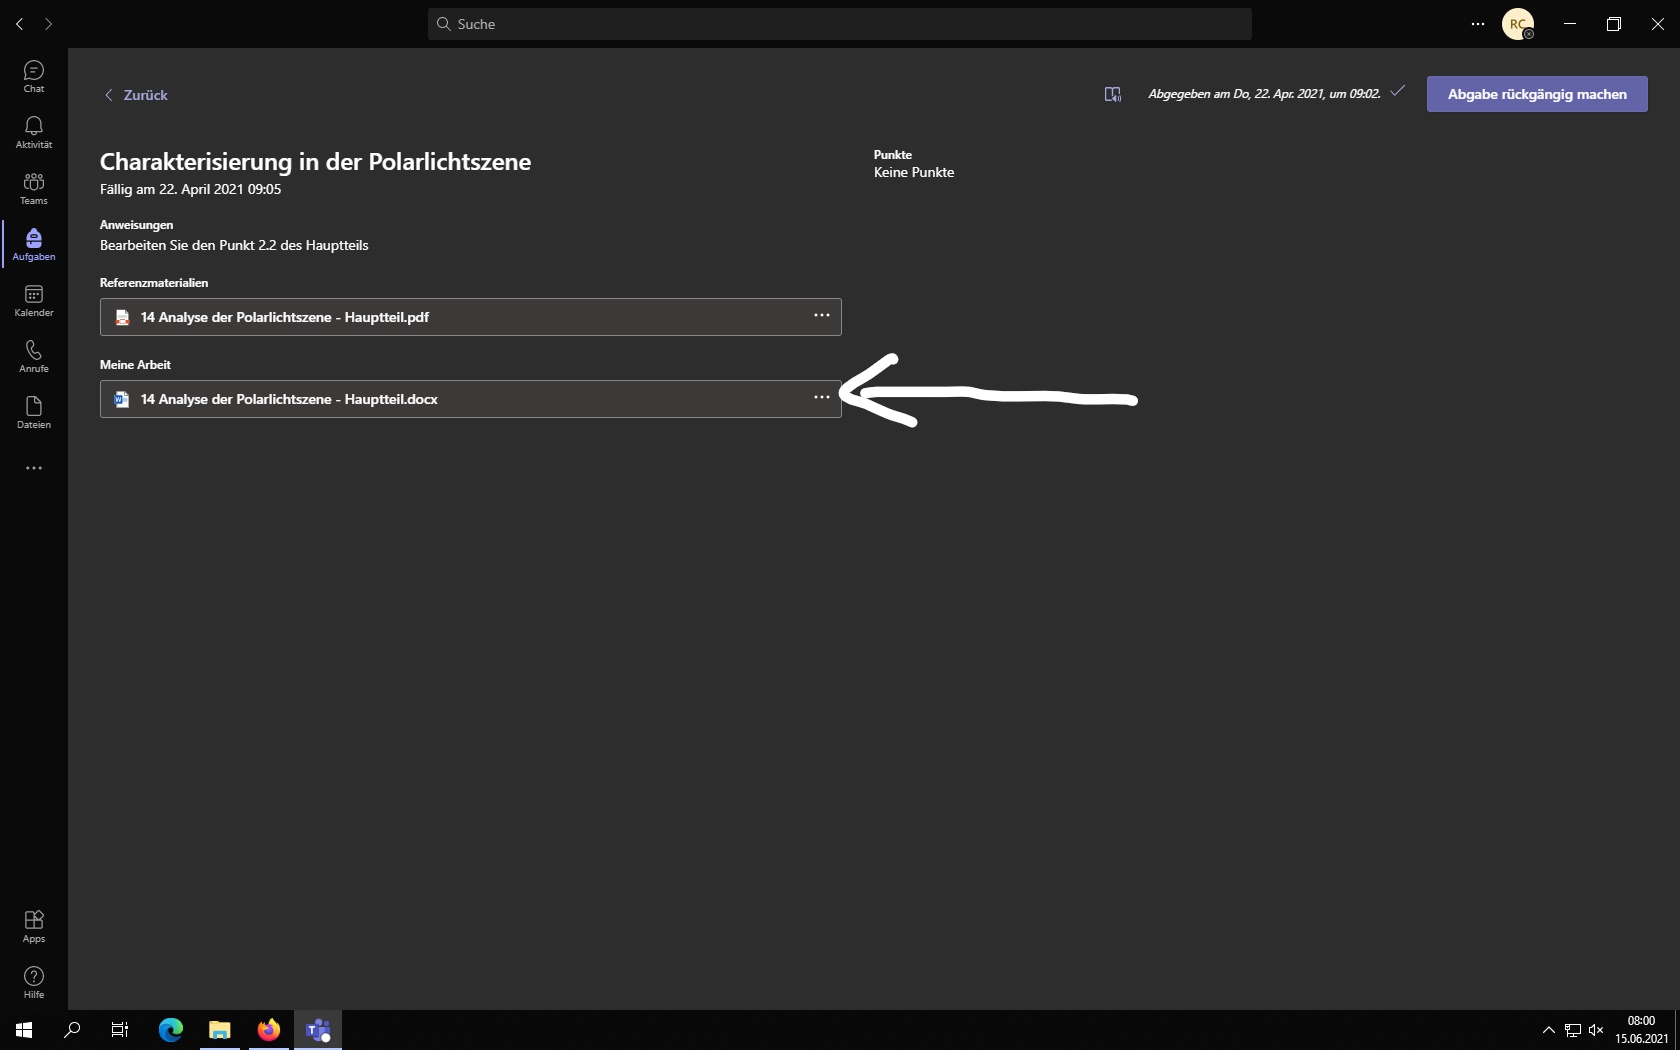 Suche
RC
Chat
Aktivität
Teams
Aufgaben
Kalender
Anrufe
Dateien
Apps
Hilfe
Zurück
Abgegeben am Do, 22. Apr. 2021, um 09:02.
Abgabe rückgängig machen
Charakterisierung in der Polarlichtszene
Fällig am 22. April 2021 09:05
Punkte
Keine Punkte
Anweisungen
Bearbeiten Sie den Punkt 2.2 des Hauptteils
Referenzmaterialien
14 Analyse der Polarlichtszene - Hauptteil.pdf
Meine Arbeit
14 Analyse der Polarlichtszene - Hauptteil.docx
08:00
15.06.2021